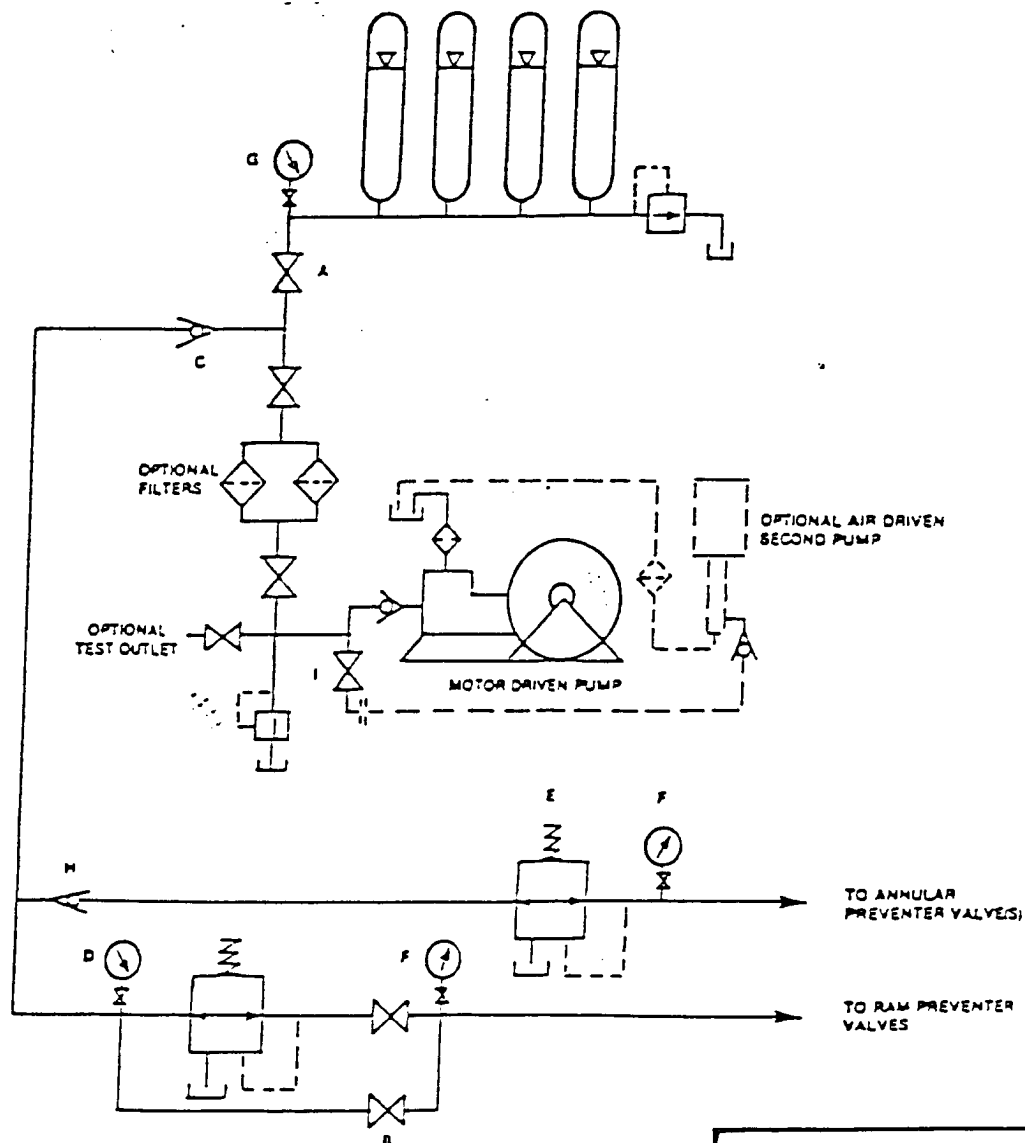 G
A
C
OPTIONAL
FILTERS
OPTIONAL AIR DRIVEN
SECOND PUMP
OPTIONAL
TEST OUTLET
I
MOTOR DRIVEN PUMP
E
F
H
TO ANNULAR
PREVENTER VALVE(S)
D
F
TO RAM PREVENTER
VALVES
B